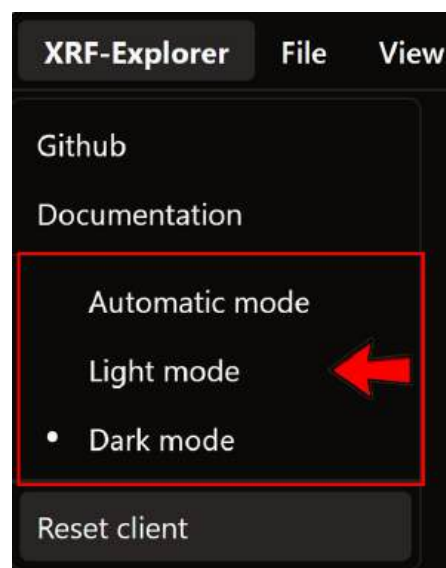 XRF-Explorer File View
Github
Documentation
Automatic mode
Light mode
• Dark mode
Reset client